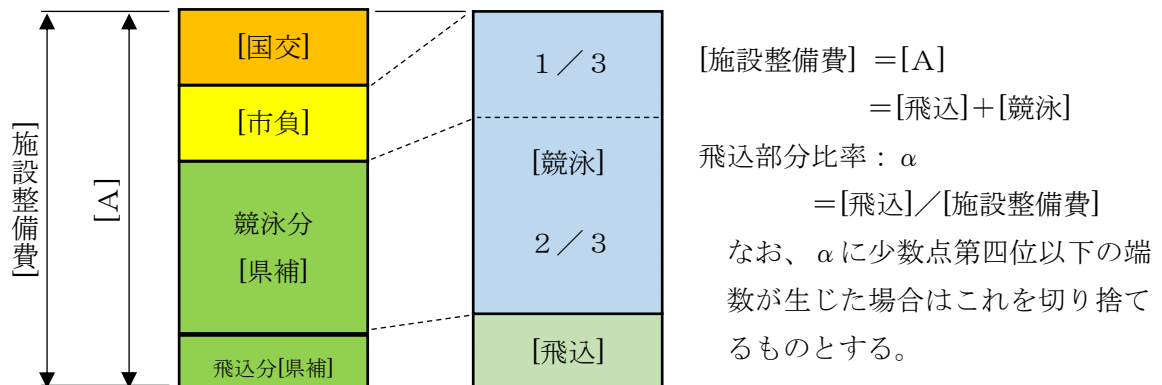 [施設整備費]
[A]
[国交]
[市負]
競泳分
[県補]
飛込分[県補]
1／3
[競泳]
2／3
[飛込]
[施設整備費] ＝[A]
＝[飛込]＋[競泳]
飛込部分比率：α
＝[飛込]／[施設整備費]
なお、αに少数点第四位以下の端
数が生じた場合はこれを切り捨て
るものとする。